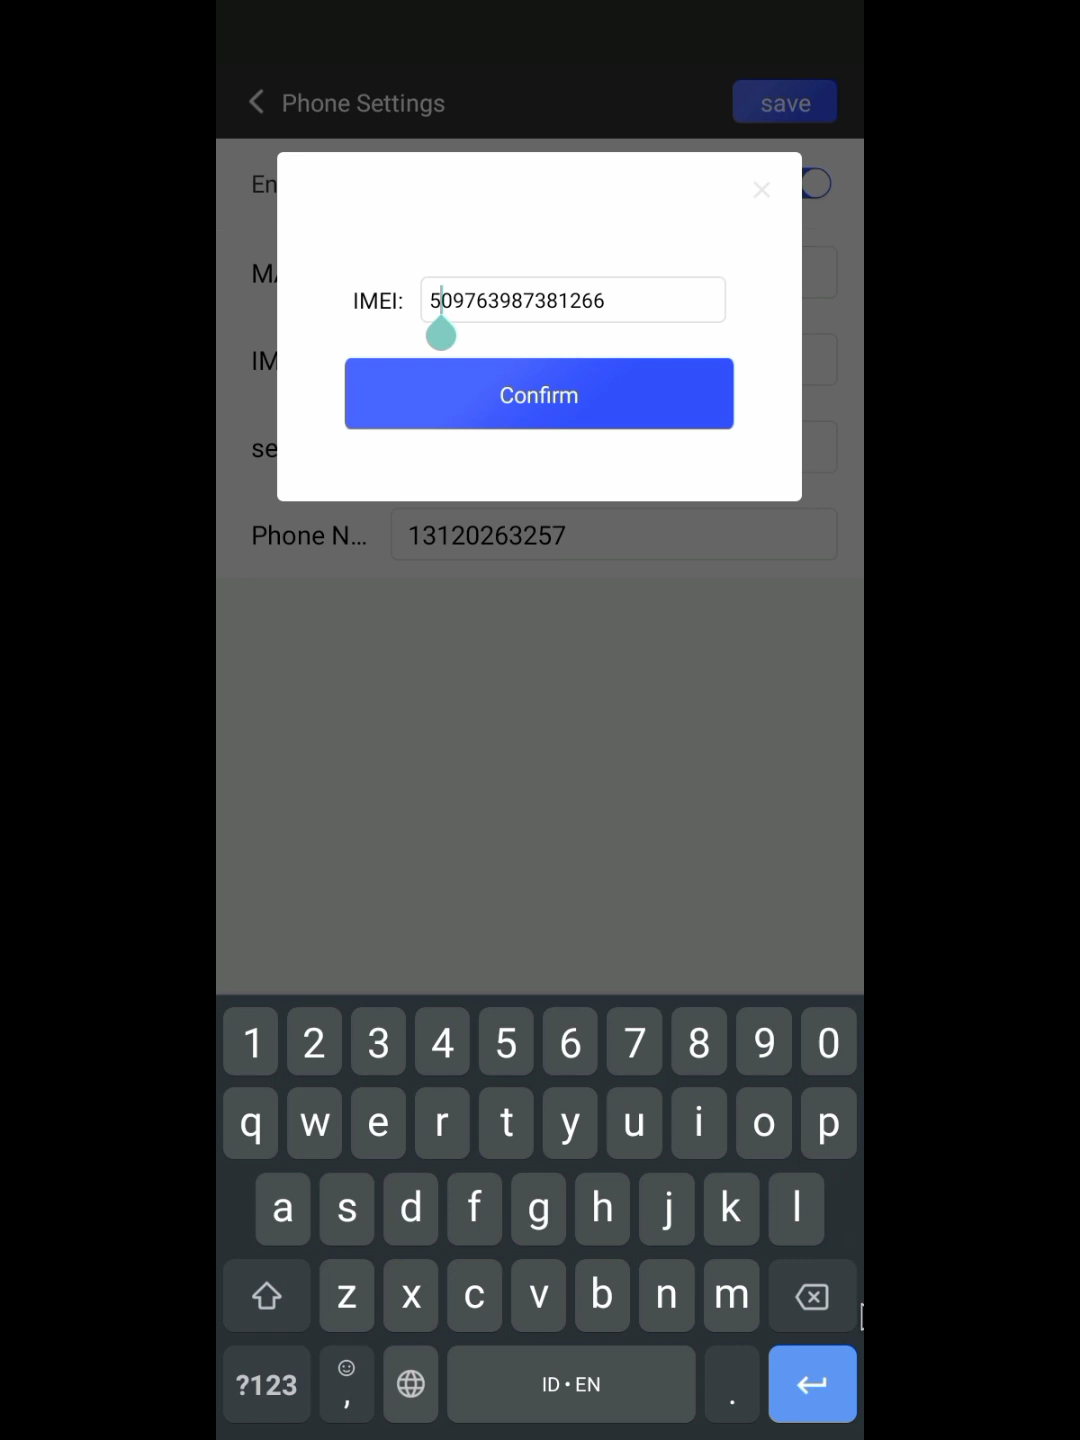 Phone Settings
save
En
MA
IMEI: 509763987381266
IM
Confirm
se
Phone N... 13120263257
1 2 3 4 5 6 7 8 9 0
q w e r t y u i o p
a s d f g h j k l
z x c v b n m
?123 , ID • EN .